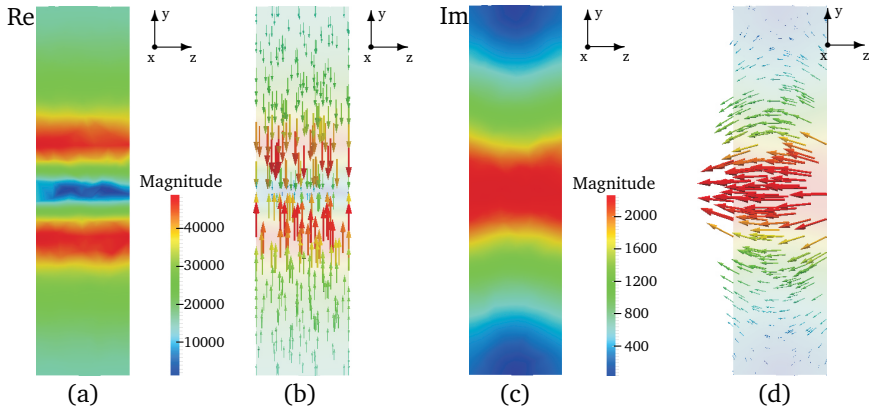 Re
y
x
z
Magnitude
40000
30000
20000
10000
(a)
y
x
z
(b)
Im
y
x
z
Magnitude
2000
1600
1200
800
400
(c)
y
x
z
(d)